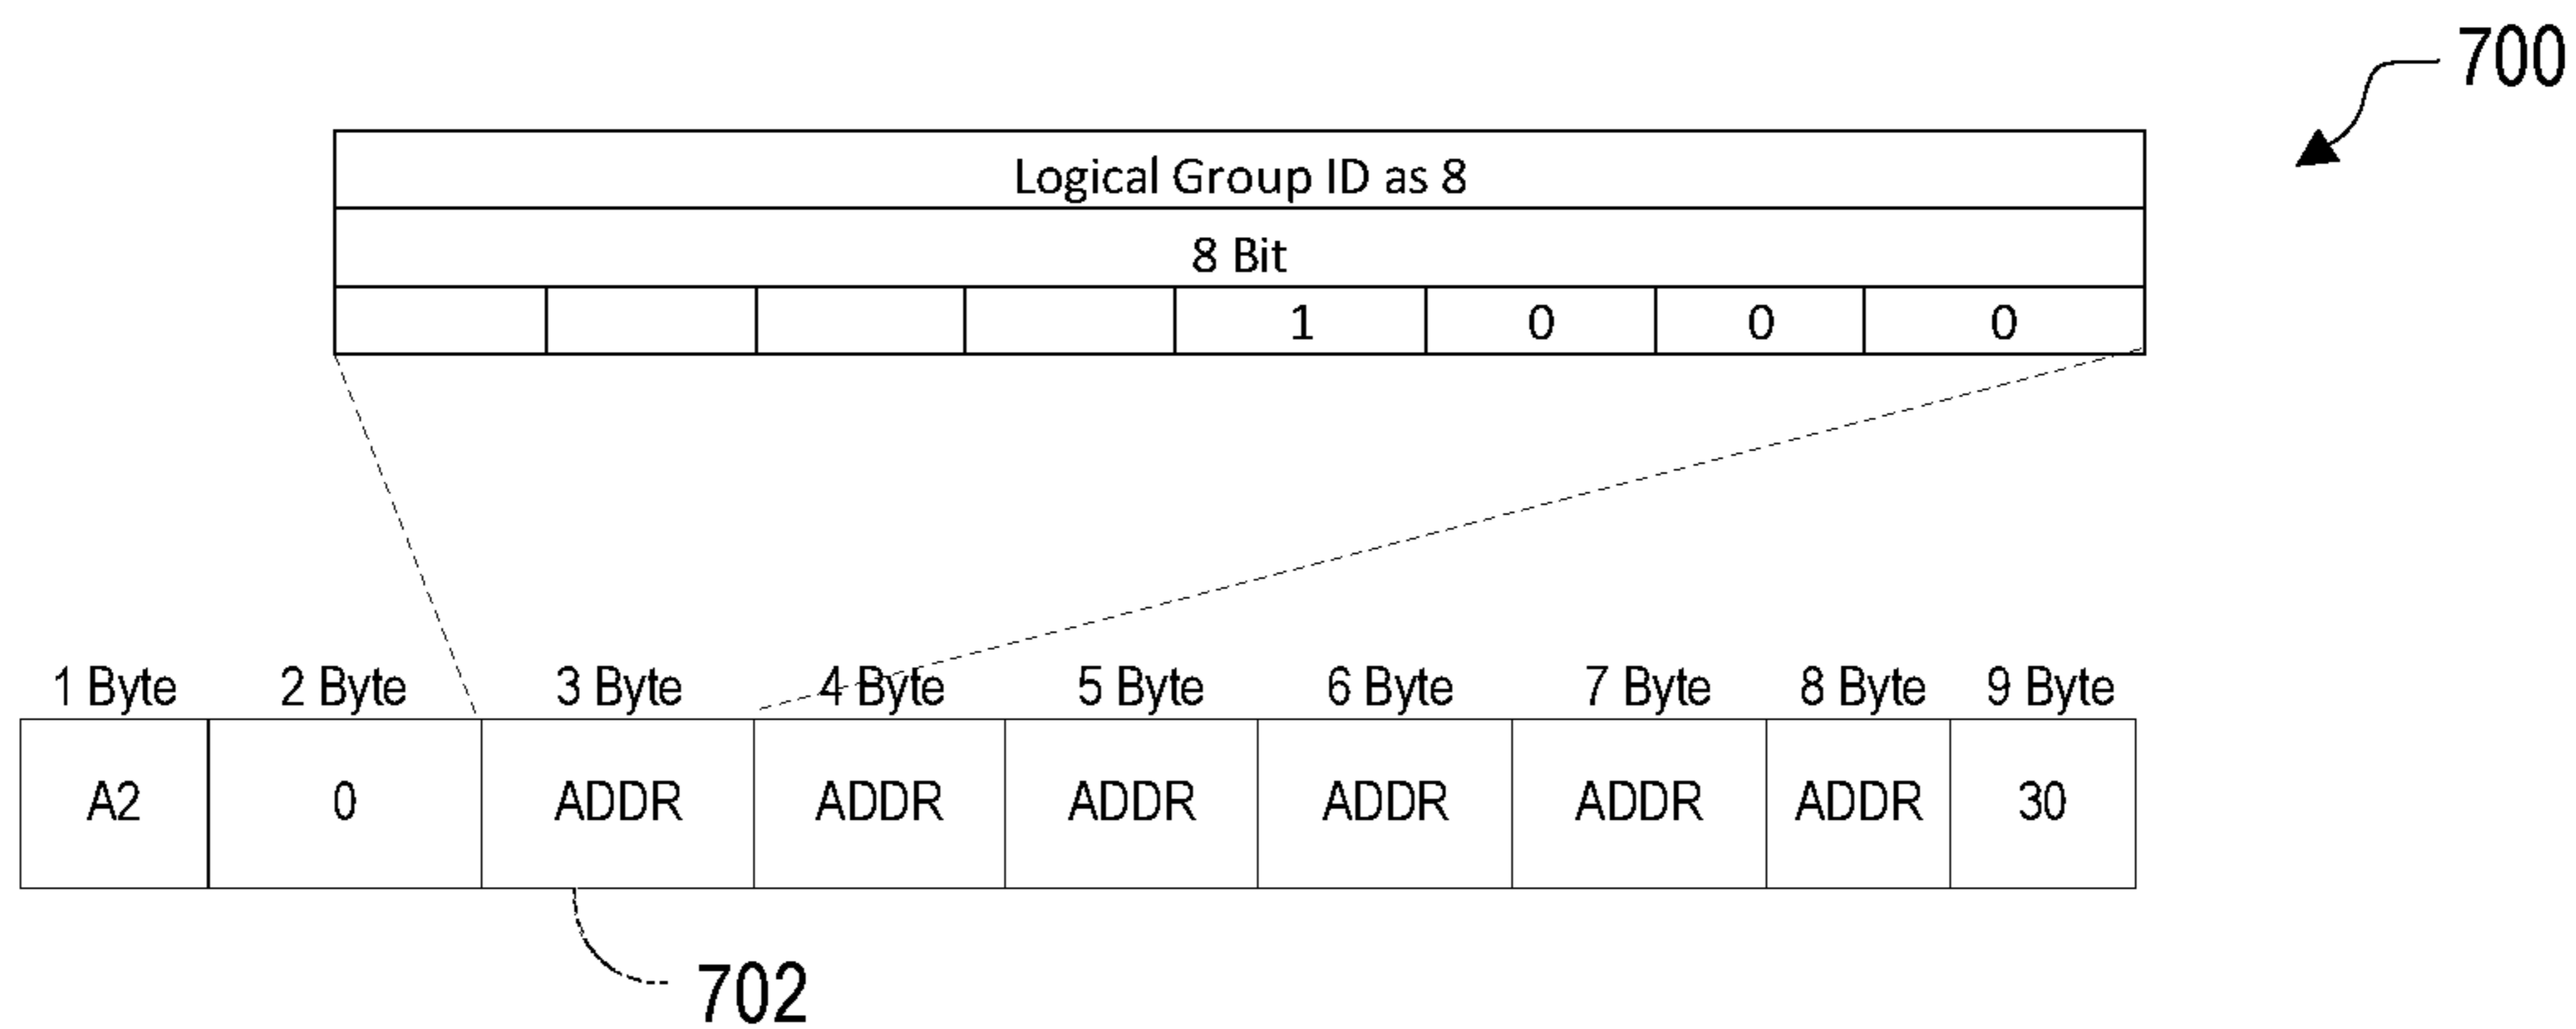 700
Logical Group ID as 8
8 Bit
1 0 0 0
1 Byte 2 Byte 3 Byte 4 Byte 5 Byte 6 Byte 7 Byte 8 Byte 9 Byte
A2 0 ADDR ADDR ADDR ADDR ADDR ADDR 30
702